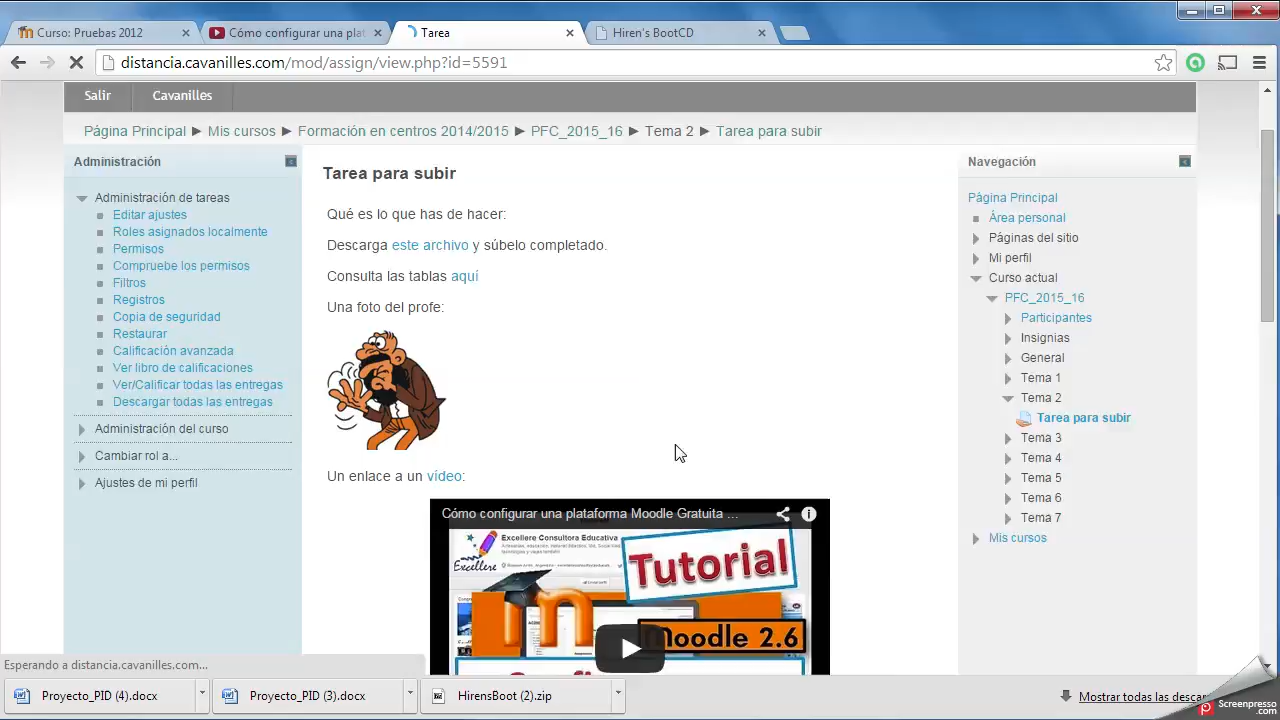 Curso: Pruebas 2012
Cómo configurar una plat
Tarea
Hiren's BootCD
distancia.cavanilles.com/mod/assign/view.php?id=5591
Salir
Cavanilles
Página Principal ► Mis cursos ► Formación en centros 2014/2015 ► PFC_2015_16 ► Tema 2 ► Tarea para subir
Administración
Administración de tareas
Editar ajustes
Roles asignados localmente
Permisos
Compruebe los permisos
Filtros
Registros
Copia de seguridad
Restaurar
Calificación avanzada
Ver libro de calificaciones
Ver/Calificar todas las entregas
Descargar todas las entregas
Administración del curso
Cambiar rol a...
Ajustes de mi perfil
Tarea para subir
Qué es lo que has de hacer:
Descarga este archivo y súbelo completado.
Consulta las tablas aquí
Una foto del profe:
Un enlace a un vídeo:
Cómo configurar una plataforma Moodle Gratuita ...
Excellere Consultora Educativa
Excellere
Tutorial
Moodle 2.6
Navegación
Página Principal
Área personal
Páginas del sitio
Mi perfil
Curso actual
PFC_2015_16
Participantes
Insignias
General
Tema 1
Tema 2
Tarea para subir
Tema 3
Tema 4
Tema 5
Tema 6
Tema 7
Mis cursos
Esperando a distancia.cavanilles.com...
Proyecto_PID (4).docx
Proyecto_PID (3).docx
HirensBoot (2).zip
Mostrar todas las descar
Screenpresso
.com